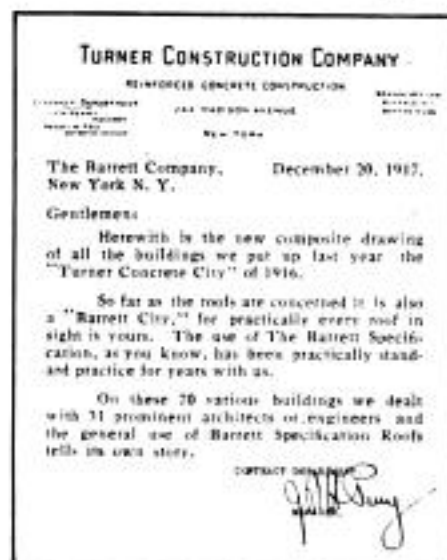 TURNER CONSTRUCTION COMPANY
REINFORCED CONCRETE CONSTRUCTION
244 MADISON AVENUE
NEW YORK
The Barrett Company, December 20, 1917.
New York N. Y.
Gentlemen:
Herewith is the new composite drawing
of all the buildings we put up last year the
"Turner Concrete City" of 1916.
So far as the roofs are concerned it is also
a "Barrett City," for practically every roof in
sight is yours. The use of The Barrett Specifi-
cation, as you know, has been practically stand-
ard practice for years with us.
On these 70 various buildings we dealt
with 31 prominent architects or engineers and
the general use of Barrett Specification Roofs
tells its own story.
CONTRACT DEPARTMENT